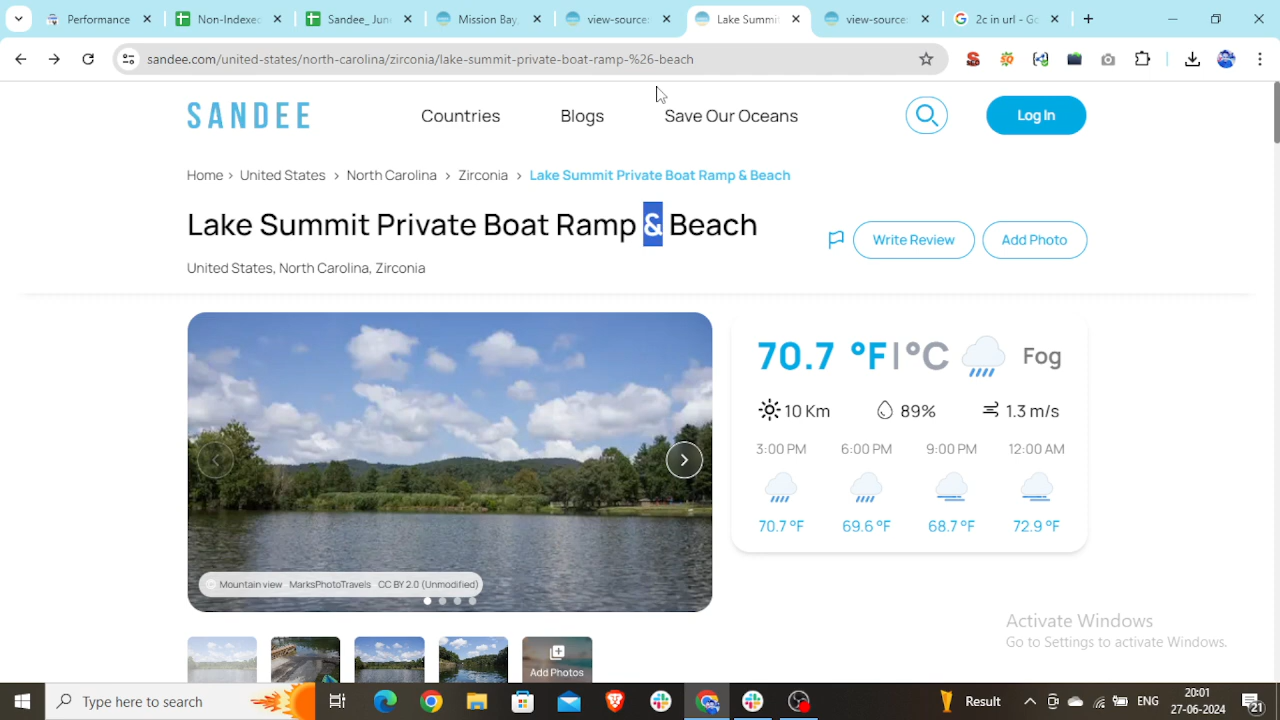 Performance
Non-Indexec
Sandee_ Jun
Mission Bay,
view-source:
Lake Summit
view-source:
2c in url - Go
sandee.com/united-states/north-carolina/zirconia/lake-summit-private-boat-ramp-%26-beach
SANDEE
Countries
Blogs
Save Our Oceans
Log In
Home › United States › North Carolina › Zirconia › Lake Summit Private Boat Ramp & Beach
Lake Summit Private Boat Ramp & Beach
Write Review
Add Photo
United States, North Carolina, Zirconia
70.7 °F|°C
Fog
10 Km
89%
1.3 m/s
3:00 PM
6:00 PM
9:00 PM
12:00 AM
70.7 °F
69.6 °F
68.7 °F
72.9 °F
Mountain view MarksPhotoTravels CC BY 2.0 (Unmodified)
Add Photos
Activate Windows
Go to Settings to activate Windows.
Type here to search
Result
ENG
20:01
27-06-2024
21